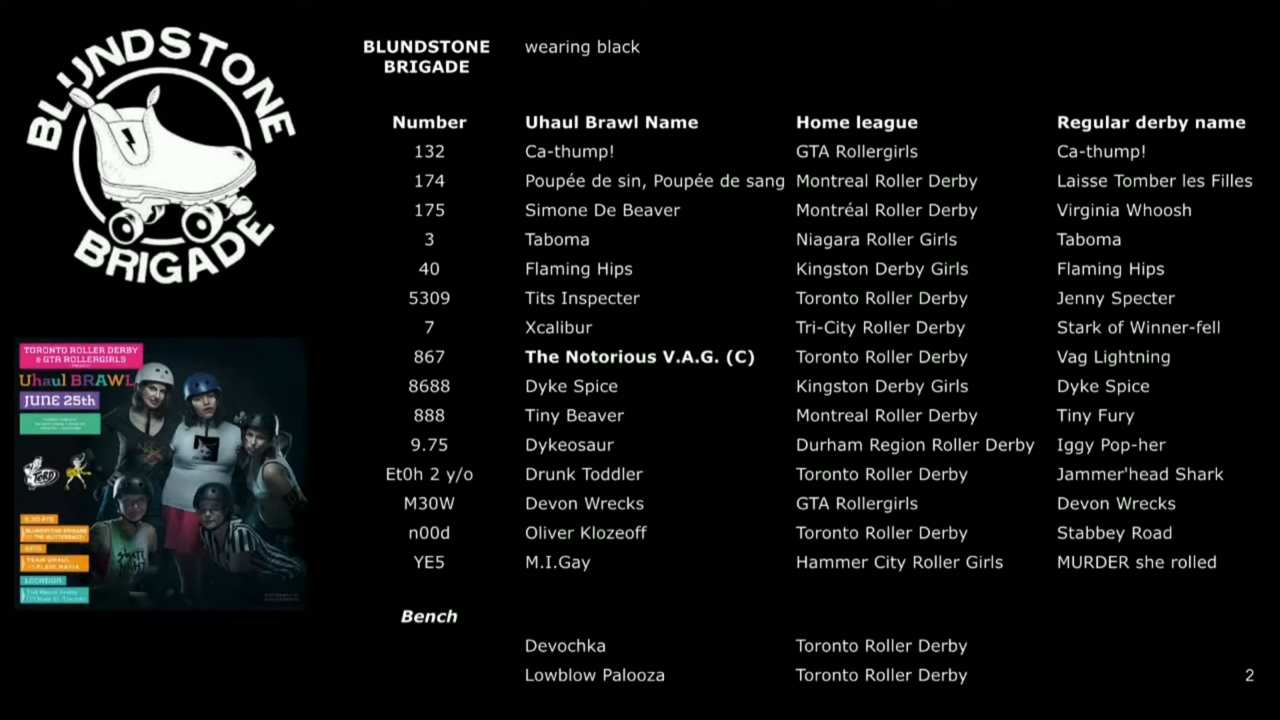 BLUNDSTONE
BRIGADE
BLUNDSTONE BRIGADE wearing black
Number Uhaul Brawl Name Home league Regular derby name
132 Ca-thump! GTA Rollergirls Ca-thump!
174 Poupée de sin, Poupée de sang Montreal Roller Derby Laisse Tomber les Filles
175 Simone De Beaver Montréal Roller Derby Virginia Whoosh
3 Taboma Niagara Roller Girls Taboma
40 Flaming Hips Kingston Derby Girls Flaming Hips
5309 Tits Inspecter Toronto Roller Derby Jenny Specter
7 Xcalibur Tri-City Roller Derby Stark of Winner-fell
867 The Notorious V.A.G. (C) Toronto Roller Derby Vag Lightning
8688 Dyke Spice Kingston Derby Girls Dyke Spice
888 Tiny Beaver Montreal Roller Derby Tiny Fury
9.75 Dykeosaur Durham Region Roller Derby Iggy Pop-her
Et0h 2 y/o Drunk Toddler Toronto Roller Derby Jammer'head Shark
M30W Devon Wrecks GTA Rollergirls Devon Wrecks
n00d Oliver Klozeoff Toronto Roller Derby Stabbey Road
YE5 M.I.Gay Hammer City Roller Girls MURDER she rolled
Bench
Devochka Toronto Roller Derby
Lowblow Palooza Toronto Roller Derby
2
TORONTO ROLLER DERBY
& GTA ROLLERGIRLS
Uhaul BRAWL
JUNE 25th
BLUNDSTONE BRIGADE
TEAM UHAUL
LOCATION